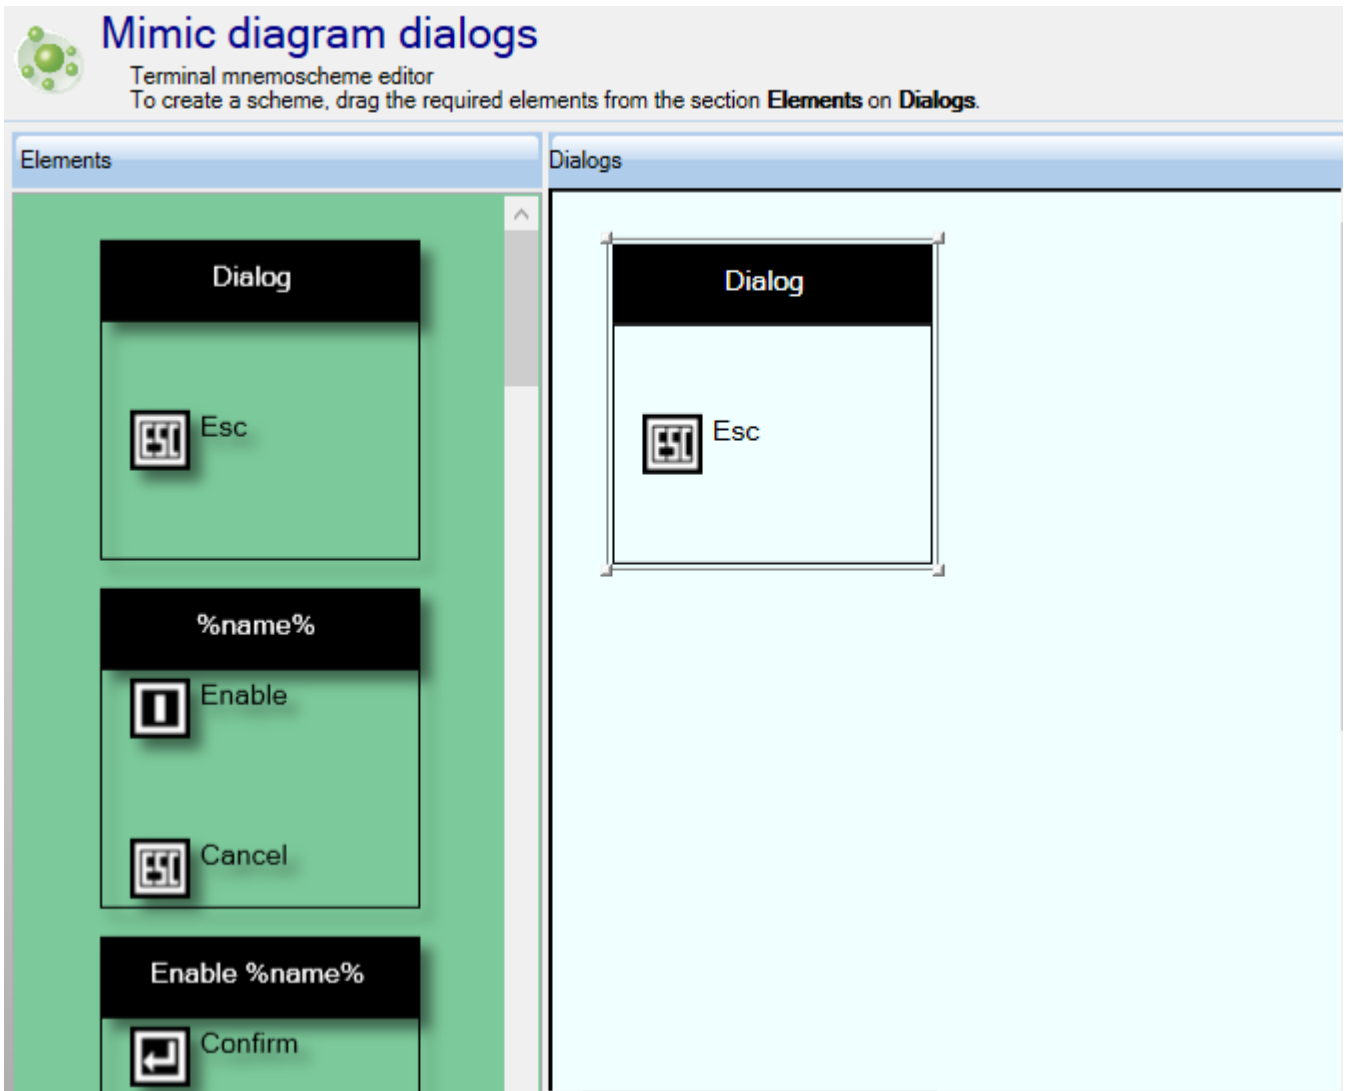 Mimic diagram dialogs
Terminal mnemoscheme editor
To create a scheme, drag the required elements from the section Elements on Dialogs.
Elements
Dialogs
Dialog
Esc
%name%
Enable
Cancel
Enable %name%
Confirm
Dialog
Esc